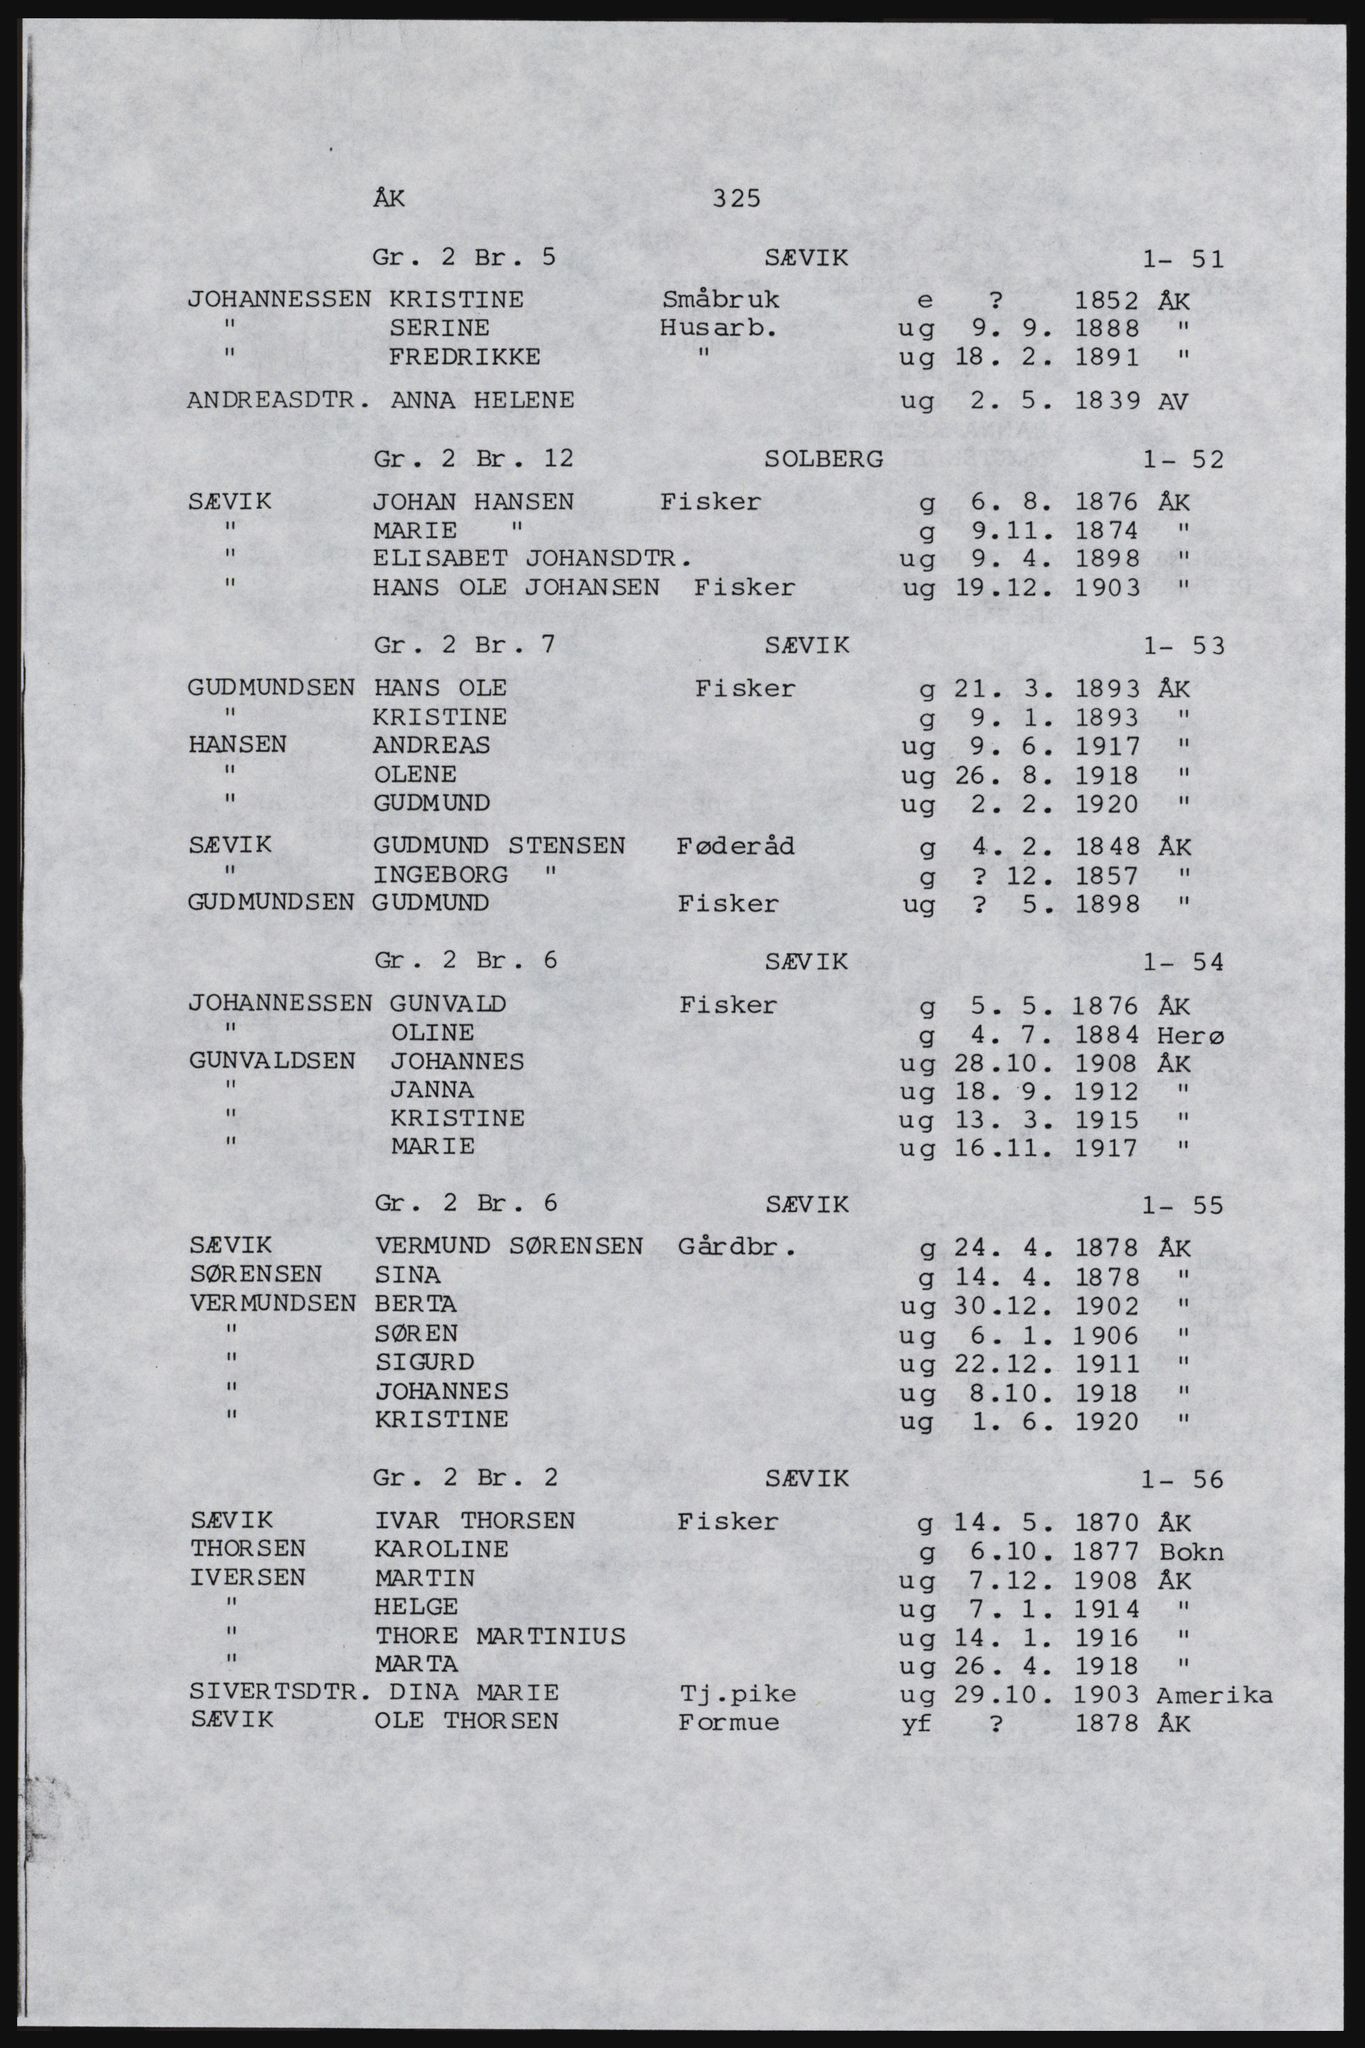 ÅK 325
Gr. 2 Br. 5 SÆVIK 1- 51
JOHANNESSEN KRISTINE Småbruk e ? 1852 ÅK
" SERINE Husarb. ug 9. 9. 1888 "
" FREDRIKKE " ug 18. 2. 1891 "
ANDREASDTR. ANNA HELENE ug 2. 5. 1839 AV
Gr. 2 Br. 12 SOLBERG 1- 52
SÆVIK JOHAN HANSEN Fisker g 6. 8. 1876 ÅK
" MARIE " g 9.11. 1874 "
" ELISABET JOHANSDTR. ug 9. 4. 1898 "
" HANS OLE JOHANSEN Fisker ug 19.12. 1903 "
Gr. 2 Br. 7 SÆVIK 1- 53
GUDMUNDSEN HANS OLE Fisker g 21. 3. 1893 ÅK
" KRISTINE g 9. 1. 1893 "
HANSEN ANDREAS ug 9. 6. 1917 "
" OLENE ug 26. 8. 1918 "
" GUDMUND ug 2. 2. 1920 "
SÆVIK GUDMUND STENSEN Føderåd g 4. 2. 1848 ÅK
" INGEBORG " g ? 12. 1857 "
GUDMUNDSEN GUDMUND Fisker ug ? 5. 1898 "
Gr. 2 Br. 6 SÆVIK 1- 54
JOHANNESSEN GUNVALD Fisker g 5. 5. 1876 ÅK
" OLINE g 4. 7. 1884 Herø
GUNVALDSEN JOHANNES ug 28.10. 1908 ÅK
" JANNA ug 18. 9. 1912 "
" KRISTINE ug 13. 3. 1915 "
" MARIE ug 16.11. 1917 "
Gr. 2 Br. 6 SÆVIK 1- 55
SÆVIK VERMUND SØRENSEN Gårdbr. g 24. 4. 1878 ÅK
SØRENSEN SINA g 14. 4. 1878 "
VERMUNDSEN BERTA ug 30.12. 1902 "
" SØREN ug 6. 1. 1906 "
" SIGURD ug 22.12. 1911 "
" JOHANNES ug 8.10. 1918 "
" KRISTINE ug 1. 6. 1920 "
Gr. 2 Br. 2 SÆVIK 1- 56
SÆVIK IVAR THORSEN Fisker g 14. 5. 1870 ÅK
THORSEN KAROLINE g 6.10. 1877 Bokn
IVERSEN MARTIN ug 7.12. 1908 ÅK
" HELGE ug 7. 1. 1914 "
" THORE MARTINIUS ug 14. 1. 1916 "
" MARTA ug 26. 4. 1918 "
SIVERTSDTR. DINA MARIE Tj.pike ug 29.10. 1903 Amerika
SÆVIK OLE THORSEN Formue yf ? 1878 ÅK